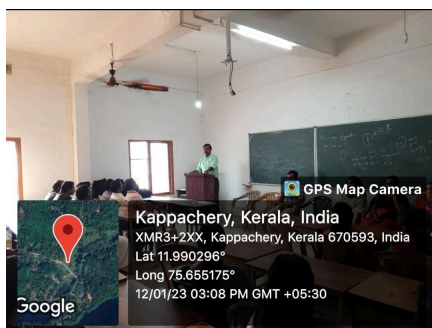 GPS Map Camera
Kappachery, Kerala, India
XMR3+2XX, Kappachery, Kerala 670593, India
Lat 11.990296°
Long 75.655175°
12/01/23 03:08 PM GMT +05:30
Google